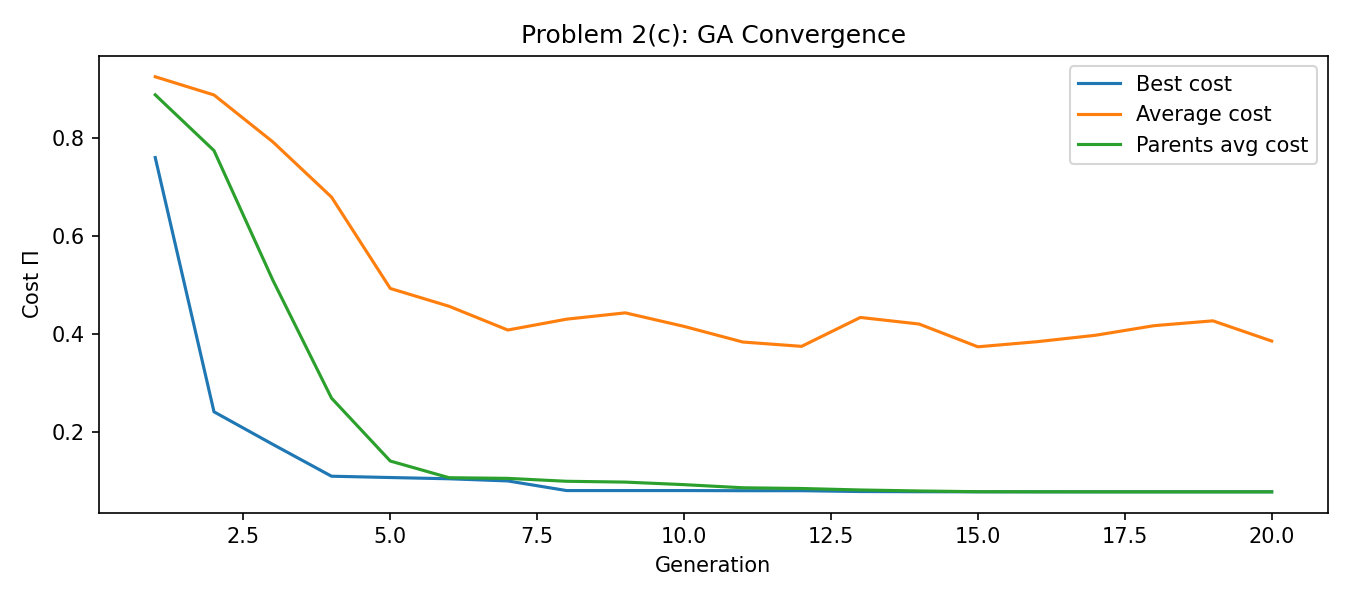 Problem 2(c): GA Convergence
Best cost
Average cost
Parents avg cost
Cost Π
0.8
0.6
0.4
0.2
2.5 5.0 7.5 10.0 12.5 15.0 17.5 20.0
Generation